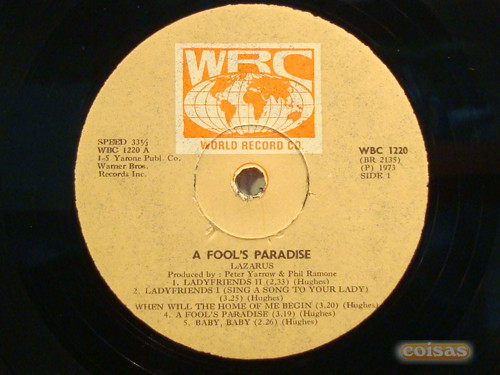 WRC
WORLD RECORD CO.
SPEED 33⅓
WBC 1220 A
1-5 Yarone Publ. Co.
Warner Bros.
Records Inc.
WBC 1220
(BR 2135)
(P) 1973
SIDE 1
A FOOL'S PARADISE
LAZARUS
Produced by : Peter Yarrow & Phil Ramone
1. LADYFRIENDS II (2,33) (Hughes)
2. LADYFRIENDS I (SING A SONG TO YOUR LADY)
(3.25) (Hughes)
WHEN WILL THE HOME OF ME BEGIN (3.20) (Hughes)
4. A FOOL'S PARADISE (3.19) (Hughes)
5. BABY, BABY (2.26) (Hughes)
coisas